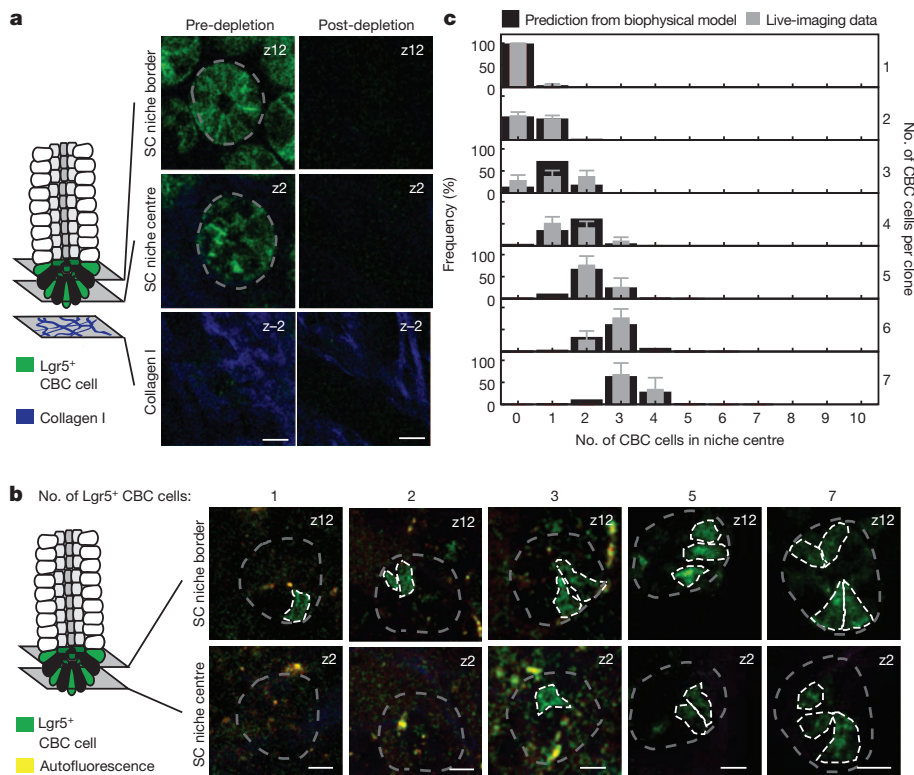 a
Pre-depletion
Post-depletion
SC niche border
z12
z12
SC niche centre
z2
z2
Collagen I
z–2
z–2
Lgr5+
CBC cell
Collagen I
c
Prediction from biophysical model
Live-imaging data
100
50
0
1
2
100
50
0
3
4
100
50
0
5
6
100
50
0
7
Frequency (%)
No. of CBC cells per clone
0 1 2 3 4 5 6 7 8 9 10
No. of CBC cells in niche centre
b
No. of Lgr5+ CBC cells:
1
2
3
5
7
SC niche border
z12
z12
z12
z12
z12
SC niche centre
z2
z2
z2
z2
z2
Lgr5+
CBC cell
Autofluorescence